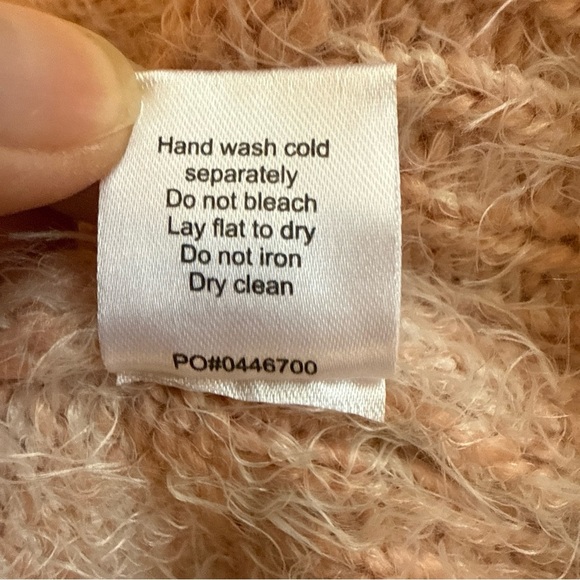 Hand wash cold
separately
Do not bleach
Lay flat to dry
Do not iron
Dry clean
PO#0446700